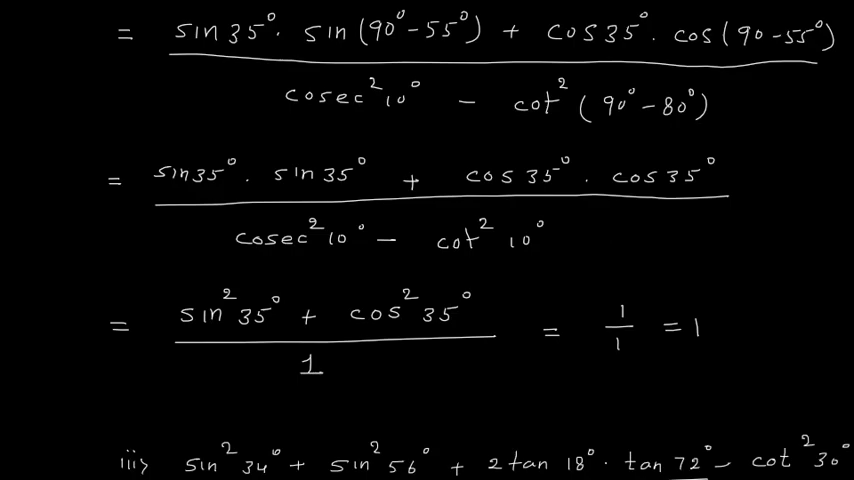 = sin 35° . sin (90° - 55°) + cos 35° . cos (90 - 55°)
cosec² 10° - cot² (90° - 80°)
= sin 35° . sin 35° + cos 35° . cos 35°
cosec² 10° - cot² 10°
= sin² 35° + cos² 35° = 1 = 1
1 1
iii> sin² 34° + sin² 56° + 2 tan 18° . tan 72° - cot² 30°